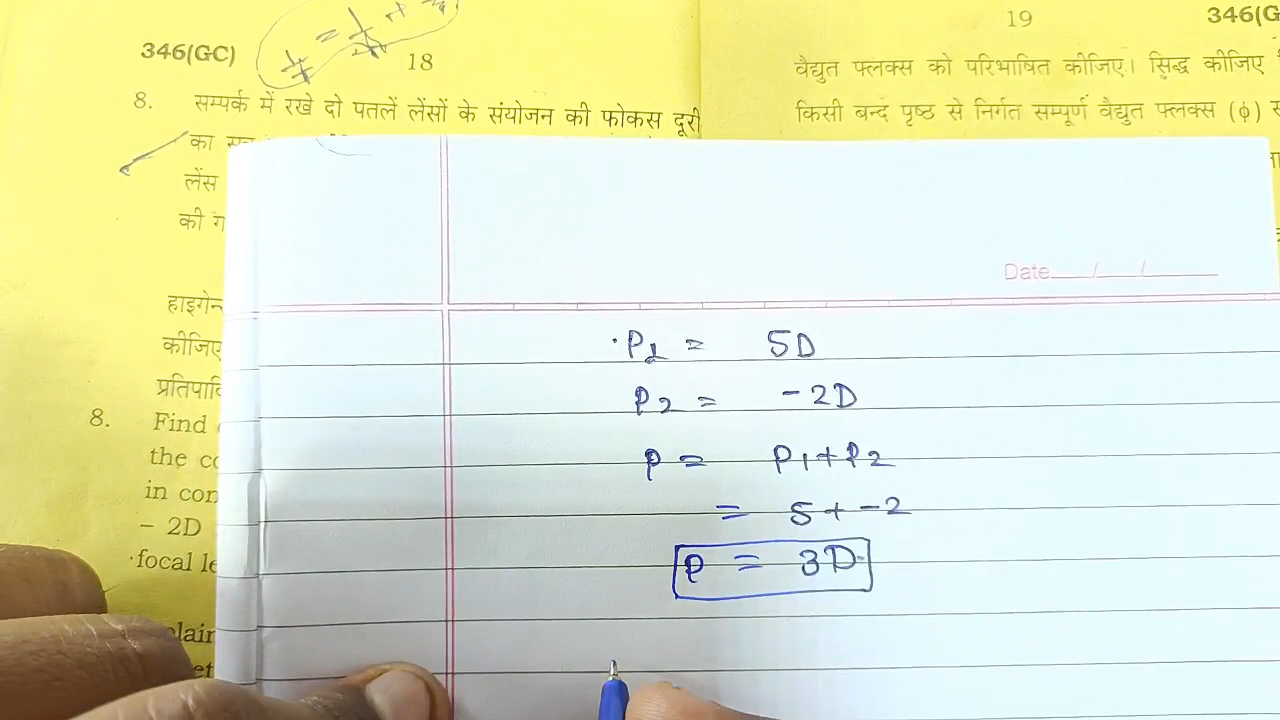 346(GC)
18
8. सम्पर्क में रखे दो पतलें लेंसों के संयोजन की फोकस दूरी
का
लेंस
की
हाइगेन
कीजिए
प्रतिपादि
8. Find
the co
in con
- 2D
focal le
plain
19
346(G
वैद्युत फ्लक्स को परिभाषित कीजिए। सिद्ध कीजिए
किसी बन्द पृष्ठ से निर्गत सम्पूर्ण वैद्युत फ्लक्स (ϕ)
Date
P1 = 5D
P2 = -2D
P = P1+P2
= 5+-2
P = 3D